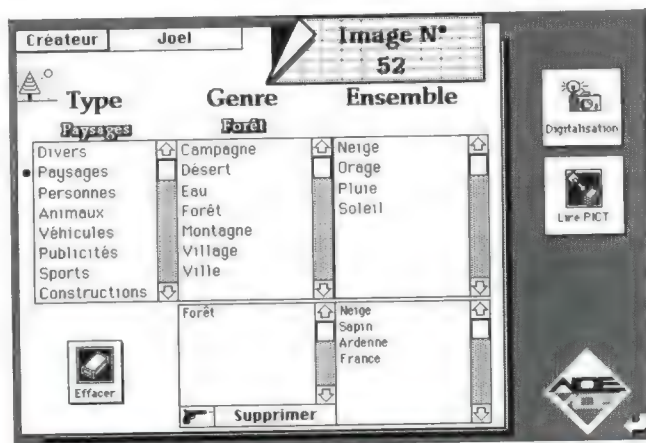 Créateur
Joel
Image N°
52
Type
Genre
Ensemble
Paysages
Forêt
Divers
Paysages
Personnes
Animaux
Véhicules
Publicités
Sports
Constructions
Campagne
Désert
Eau
Forêt
Montagne
Village
Ville
Neige
Orage
Pluie
Soleil
Forêt
Neige
Sapin
Ardenne
France
Effacer
Supprimer
Digitalisation
Lire PICT